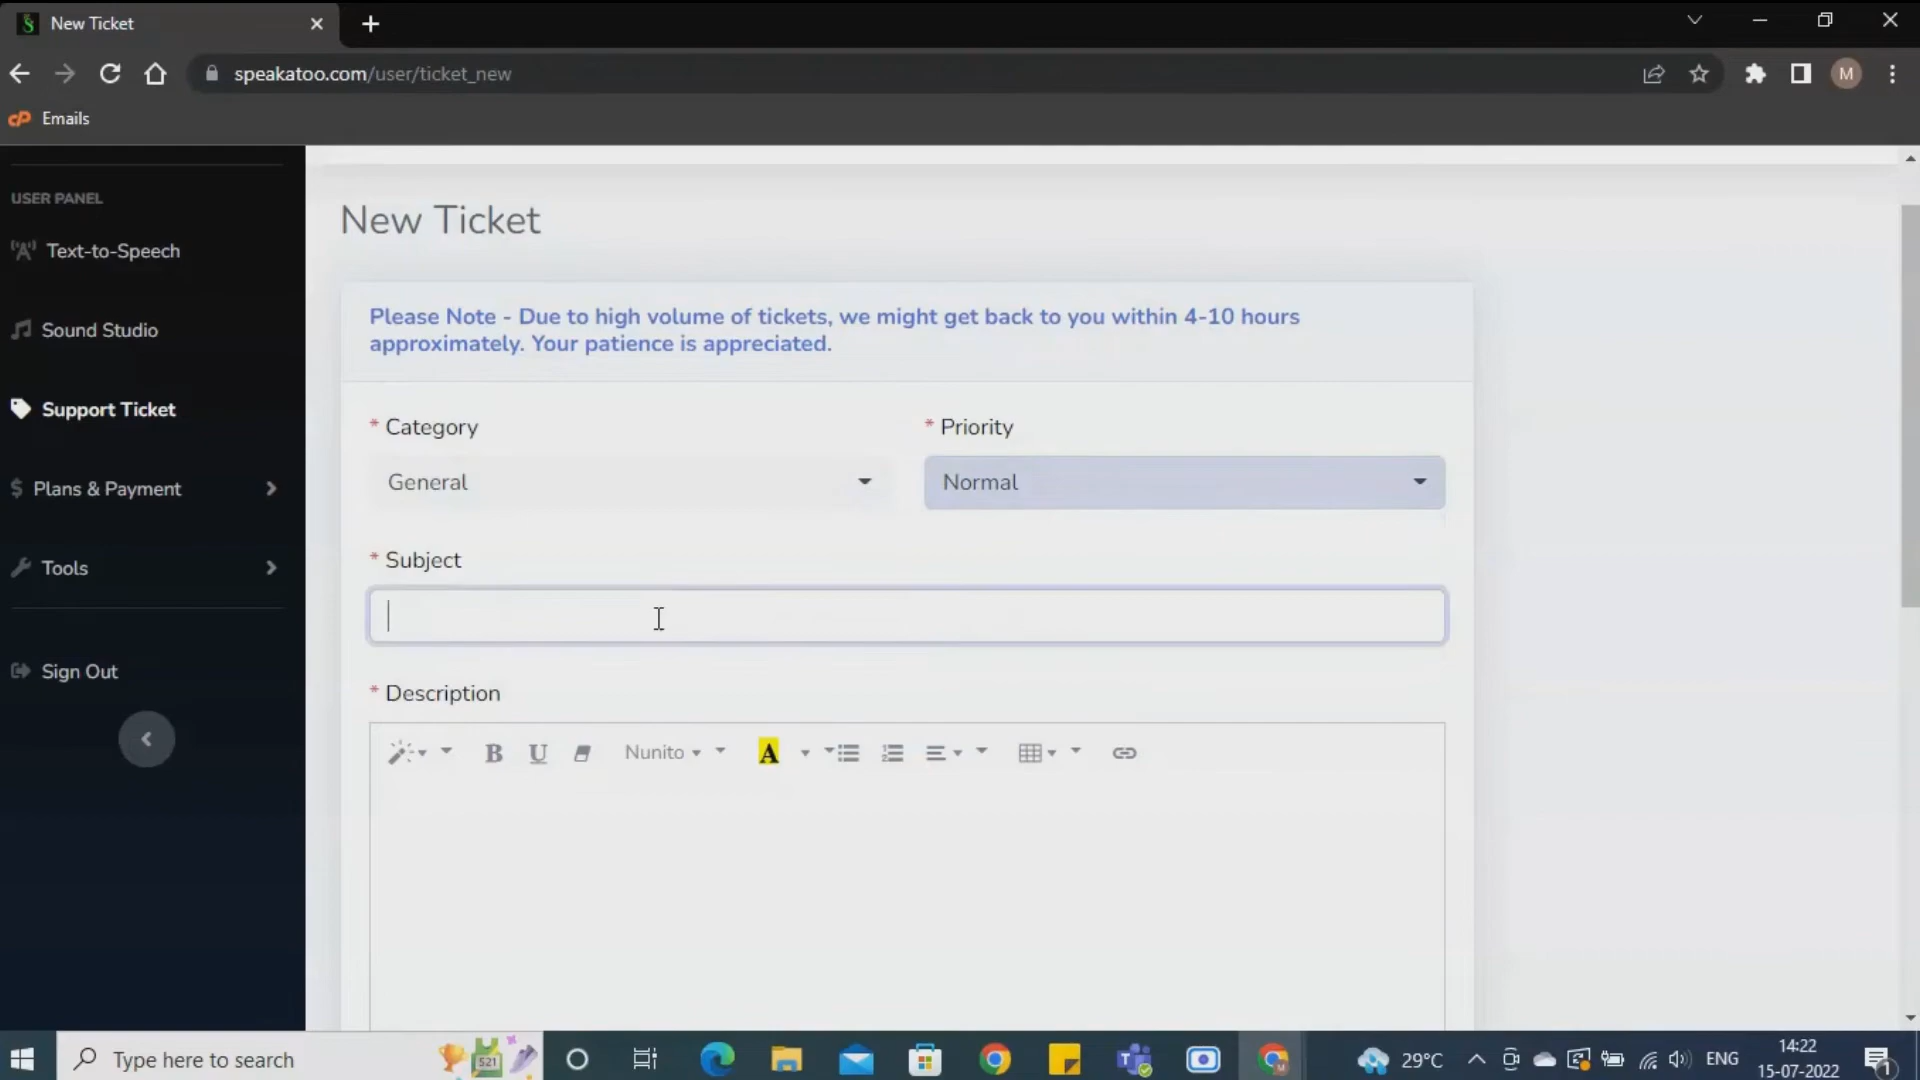 New Ticket
speakatoo.com/user/ticket_new
M
cP Emails
USER PANEL
Text-to-Speech
Sound Studio
Support Ticket
$ Plans & Payment
Tools
Sign Out
New Ticket
Please Note - Due to high volume of tickets, we might get back to you within 4-10 hours
approximately. Your patience is appreciated.
* Category
* Priority
General
Normal
* Subject
* Description
B U Nunito A
Type here to search
521
29°C
ENG
14:22
15-07-2022
1